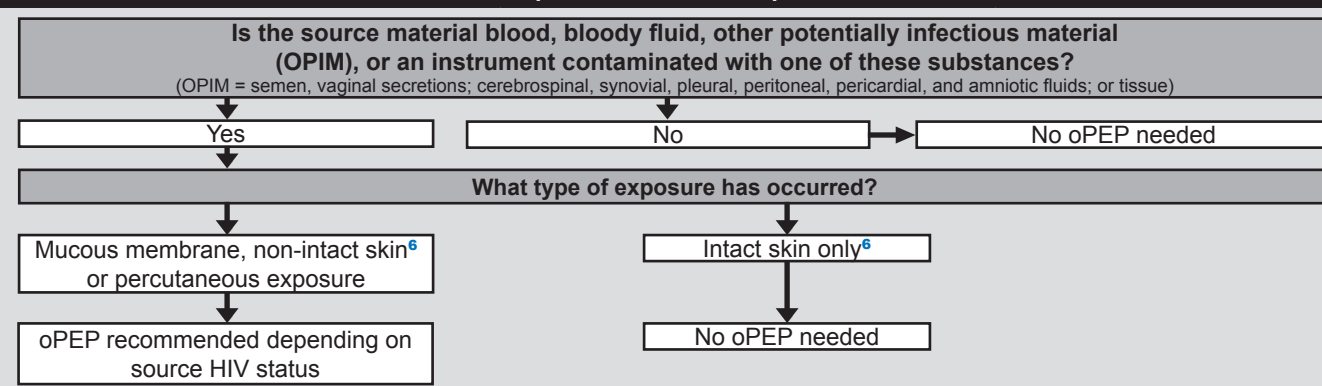 Is the source material blood, bloody fluid, other potentially infectious material
(OPIM), or an instrument contaminated with one of these substances?
(OPIM = semen, vaginal secretions; cerebrospinal, synovial, pleural, peritoneal, pericardial, and amniotic fluids; or tissue)
Yes
No
No oPEP needed
What type of exposure has occurred?
Mucous membrane, non-intact skin6
or percutaneous exposure
Intact skin only6
oPEP recommended depending on
source HIV status
No oPEP needed